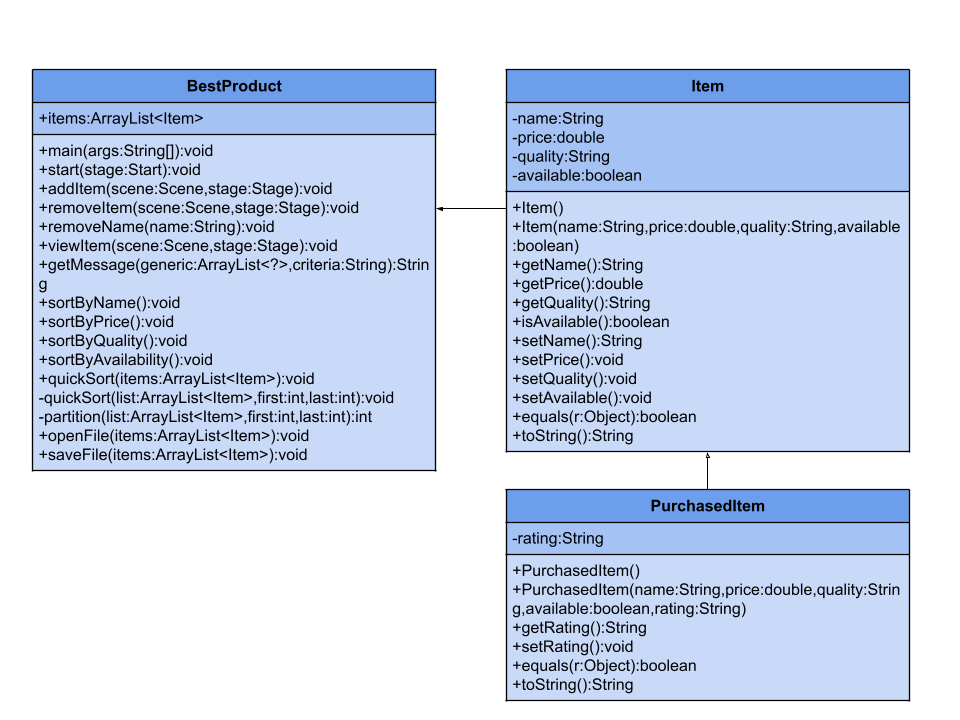 BestProduct
+items:ArrayList<Item>
+main(args:String[]):void
+start(stage:Start):void
+addItem(scene:Scene,stage:Stage):void
+removeItem(scene:Scene,stage:Stage):void
+removeName(name:String):void
+viewItem(scene:Scene,stage:Stage):void
+getMessage(generic:ArrayList<?>,criteria:String):Strin
g
+sortByName():void
+sortByPrice():void
+sortByQuality():void
+sortByAvailability():void
+quickSort(items:ArrayList<Item>):void
-quickSort(list:ArrayList<Item>,first:int,last:int):void
-partition(list:ArrayList<Item>,first:int,last:int):int
+openFile(items:ArrayList<Item>):void
+saveFile(items:ArrayList<Item>):void
Item
-name:String
-price:double
-quality:String
-available:boolean
+Item()
+Item(name:String,price:double,quality:String,available
:boolean)
+getName():String
+getPrice():double
+getQuality():String
+isAvailable():boolean
+setName():String
+setPrice():void
+setQuality():void
+setAvailable():void
+equals(r:Object):boolean
+toString():String
PurchasedItem
-rating:String
+PurchasedItem()
+PurchasedItem(name:String,price:double,quality:Strin
g,available:boolean,rating:String)
+getRating():String
+setRating():void
+equals(r:Object):boolean
+toString():String